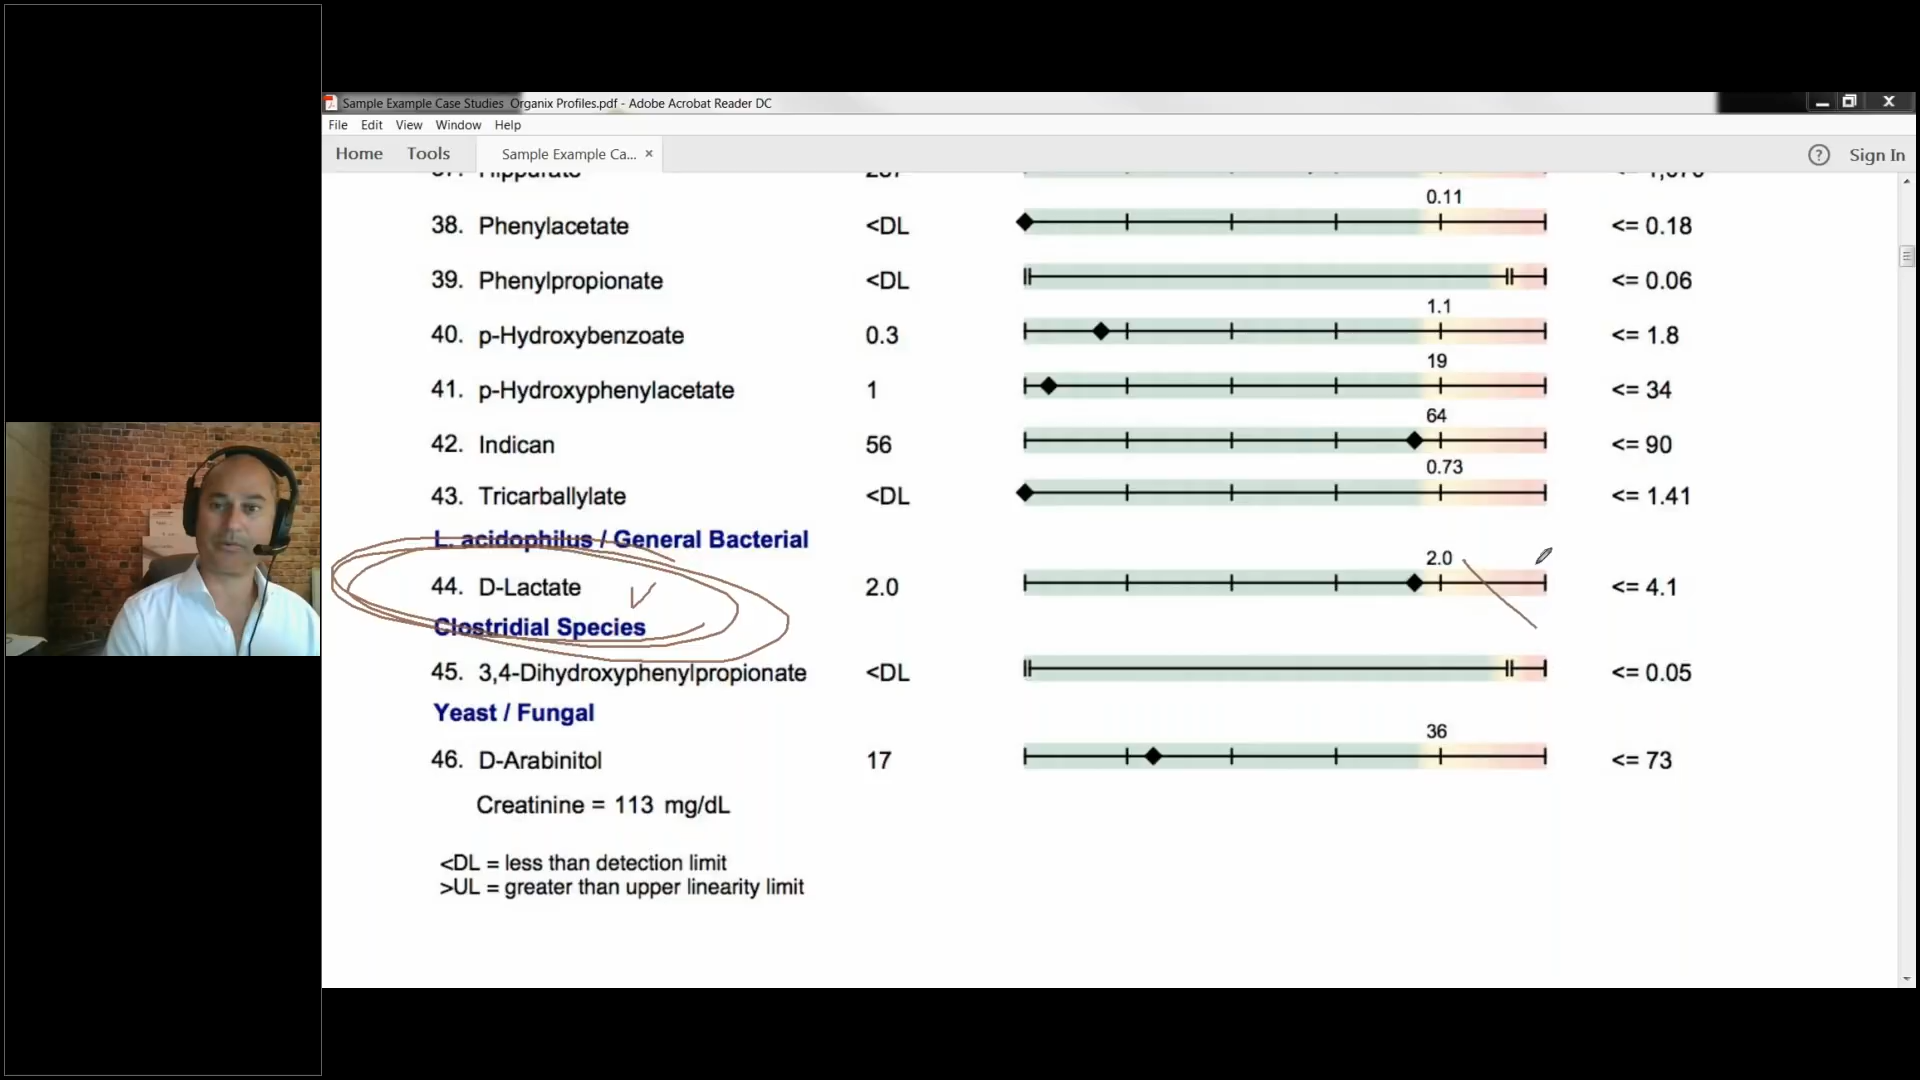 Sample Example Case Studies Organix Profiles.pdf - Adobe Acrobat Reader DC
File Edit View Window Help
Home Tools Sample Example Ca... × ? Sign In
37. Hippurate
0.11
38. Phenylacetate <DL <= 0.18
39. Phenylpropionate <DL <= 0.06
1.1
40. p-Hydroxybenzoate 0.3 <= 1.8
19
41. p-Hydroxyphenylacetate 1 <= 34
64
42. Indican 56 <= 90
0.73
43. Tricarballylate <DL <= 1.41
L. acidophilus / General Bacterial
2.0
44. D-Lactate 2.0 <= 4.1
Clostridial Species
45. 3,4-Dihydroxyphenylpropionate <DL <= 0.05
Yeast / Fungal
36
46. D-Arabinitol 17 <= 73
Creatinine = 113 mg/dL
<DL = less than detection limit
>UL = greater than upper linearity limit